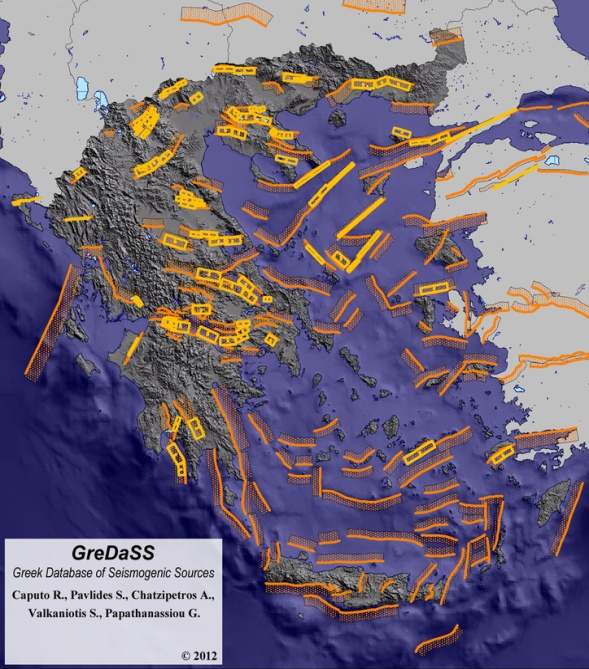 GreDaSS
Greek Database of Seismogenic Sources
Caputo R., Pavlides S., Chatzipetros A.,
Valkaniotis S., Papathanassiou G.
© 2012